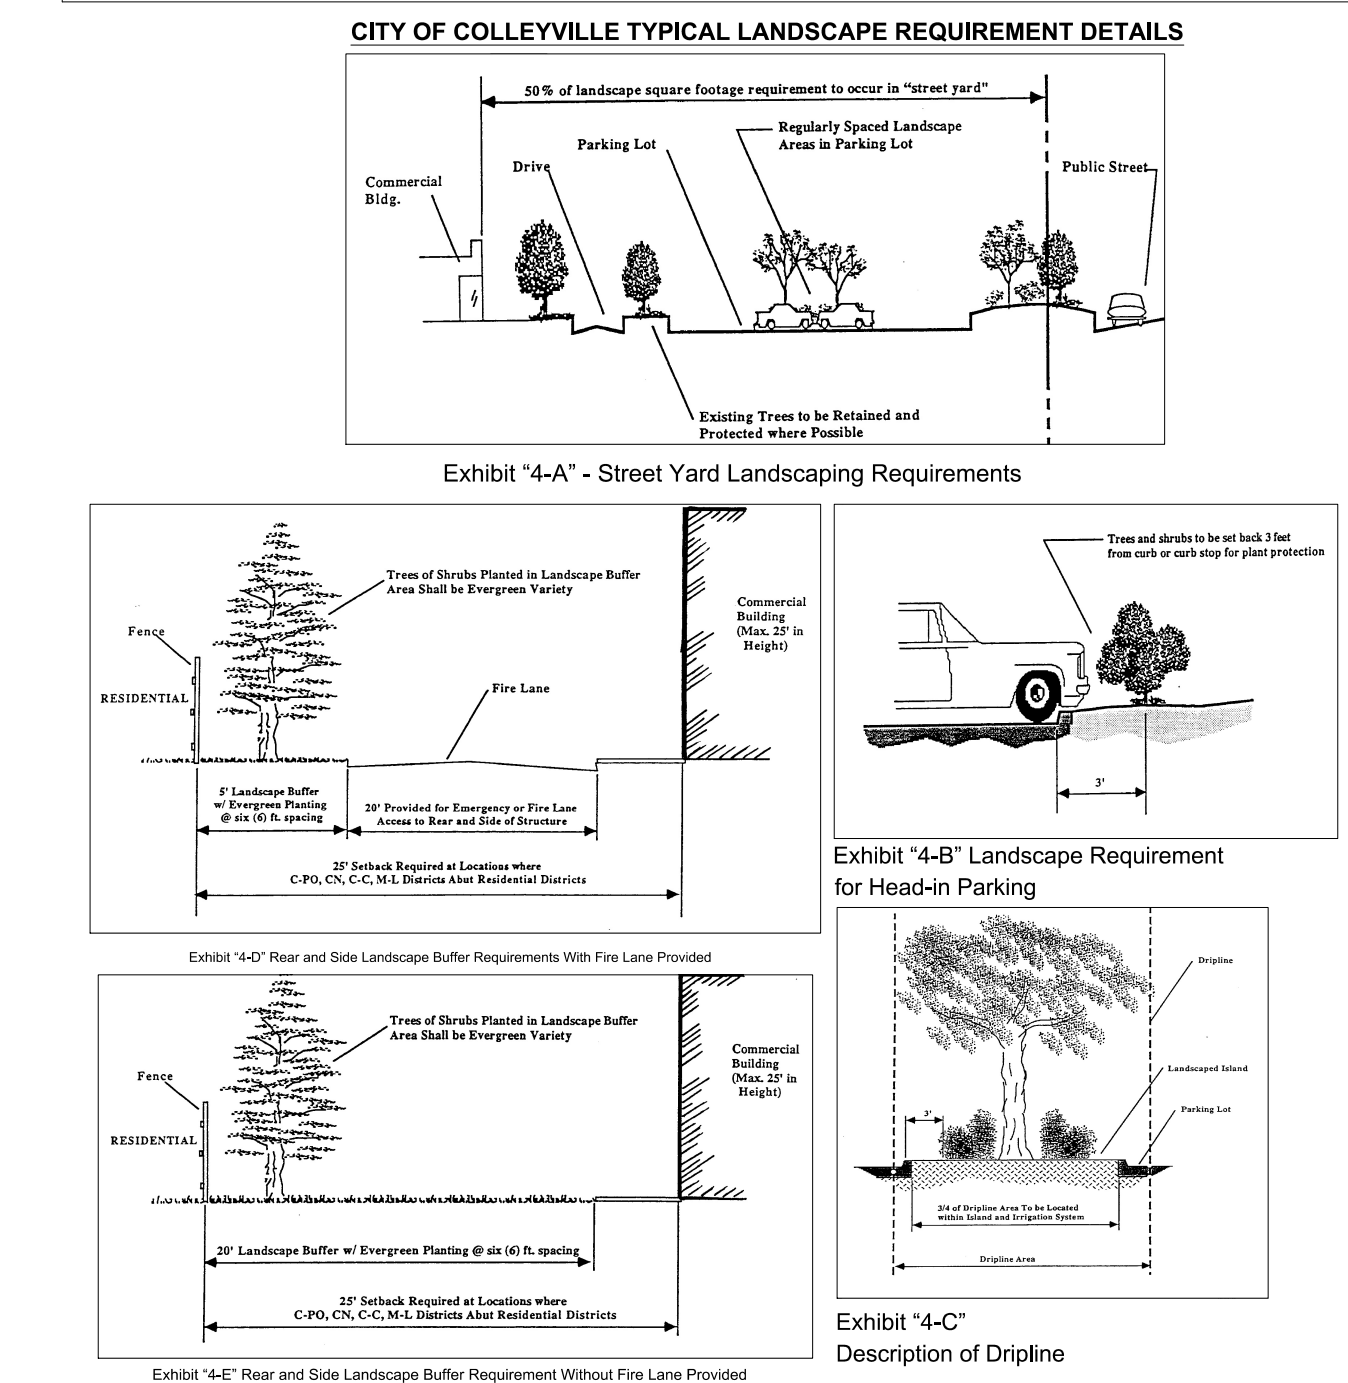 CITY OF COLLEYVILLE TYPICAL LANDSCAPE REQUIREMENT DETAILS
50% of landscape square footage requirement to occur in "street yard"
Regularly Spaced Landscape
Areas in Parking Lot
Parking Lot
Drive
Public Street
Commercial
Bldg.
Existing Trees to be Retained and
Protected where Possible
Exhibit “4-A” - Street Yard Landscaping Requirements
Trees of Shrubs Planted in Landscape Buffer
Area Shall be Evergreen Variety
Commercial
Building
(Max. 25' in
Height)
Fence
RESIDENTIAL
Fire Lane
5' Landscape Buffer
w/ Evergreen Planting
@ six (6) ft. spacing
20' Provided for Emergency or Fire Lane
Access to Rear and Side of Structure
25' Setback Required at Locations where
C-PO, CN, C-C, M-L Districts Abut Residential Districts
Exhibit “4-D” Rear and Side Landscape Buffer Requirements With Fire Lane Provided
Trees and shrubs to be set back 3 feet
from curb or curb stop for plant protection
3'
Exhibit “4-B” Landscape Requirement
for Head-in Parking
Trees of Shrubs Planted in Landscape Buffer
Area Shall be Evergreen Variety
Commercial
Building
(Max. 25' in
Height)
Fence
RESIDENTIAL
20' Landscape Buffer w/ Evergreen Planting @ six (6) ft. spacing
25' Setback Required at Locations where
C-PO, CN, C-C, M-L Districts Abut Residential Districts
Exhibit “4-E” Rear and Side Landscape Buffer Requirement Without Fire Lane Provided
Dripline
Landscaped Island
Parking Lot
3'
3/4 of Dripline Area To be Located
within Island and Irrigation System
Dripline Area
Exhibit “4-C”
Description of Dripline